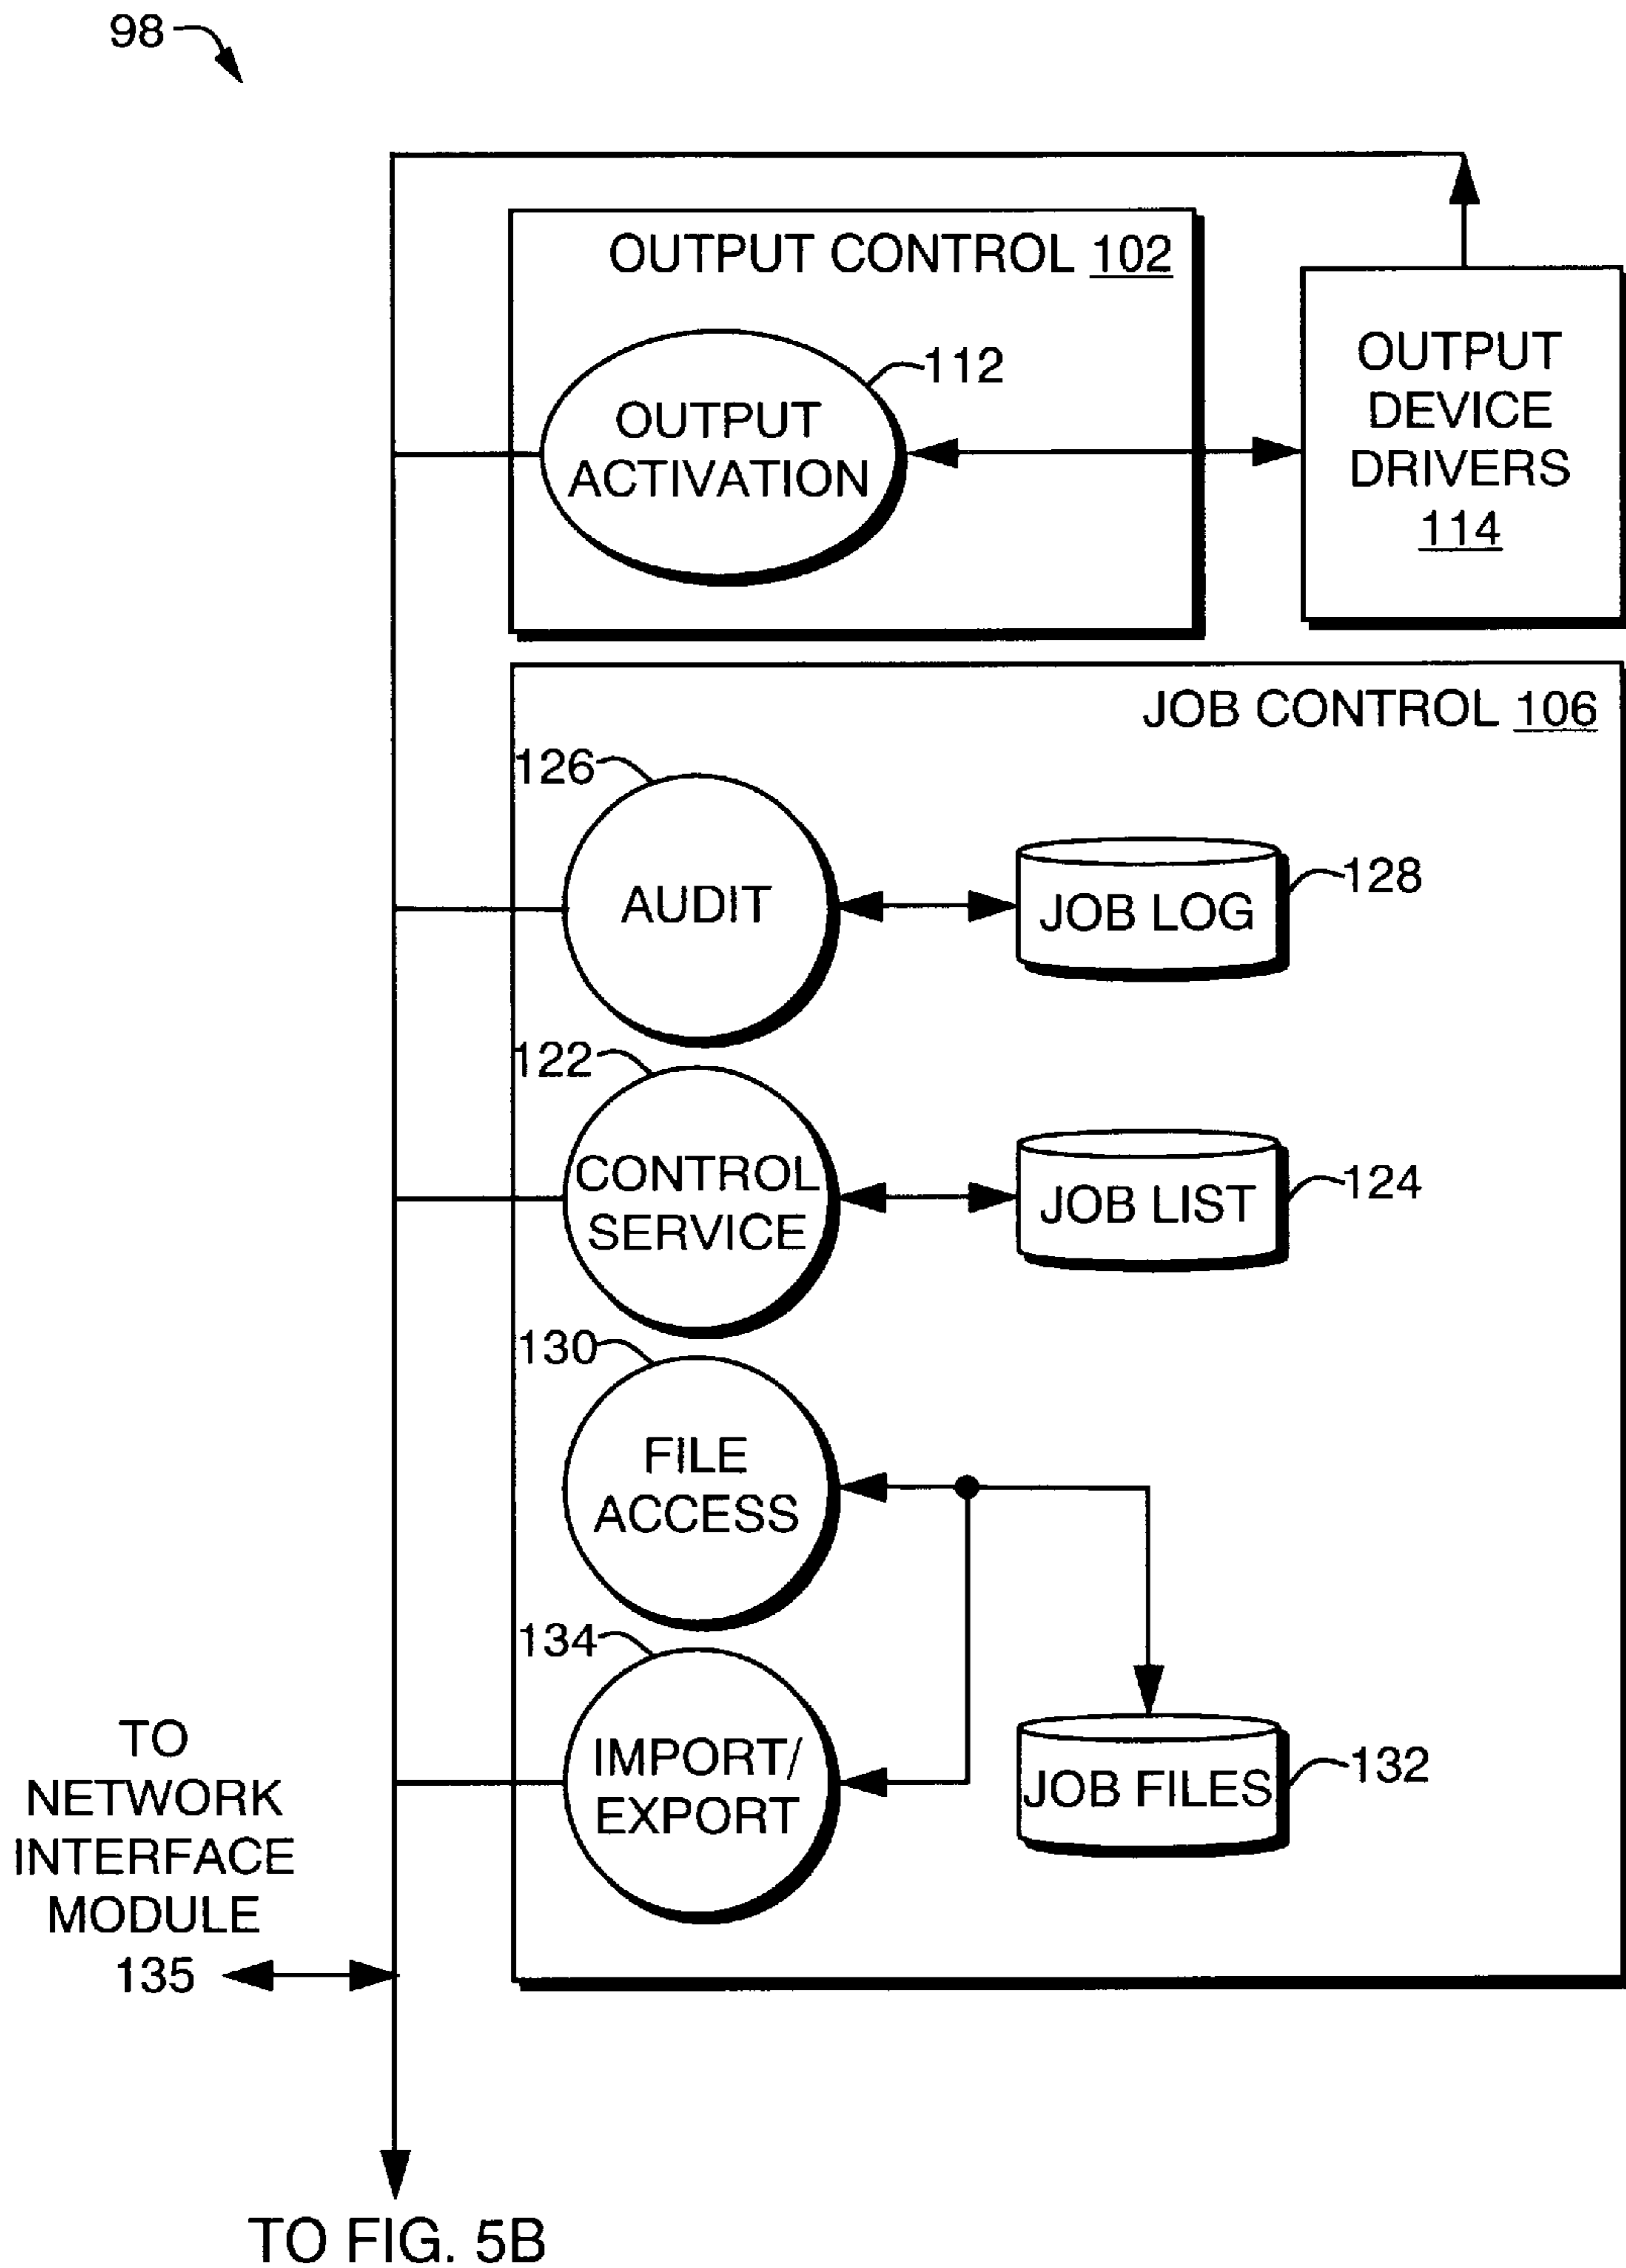 98
OUTPUT CONTROL 102
112
OUTPUT
ACTIVATION
OUTPUT
DEVICE
DRIVERS
114
JOB CONTROL 106
126
AUDIT
JOB LOG
128
122
CONTROL
SERVICE
JOB LIST
124
130
FILE
ACCESS
134
IMPORT/
EXPORT
JOB FILES
132
TO
NETWORK
INTERFACE
MODULE
135
TO FIG. 5B